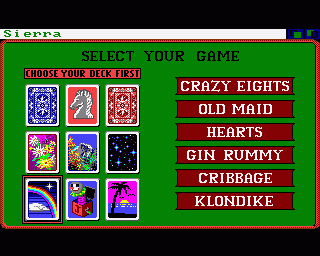 Sierra
SELECT YOUR GAME
CHOOSE YOUR DECK FIRST
CRAZY EIGHTS
OLD MAID
HEARTS
GIN RUMMY
CRIBBAGE
KLONDIKE